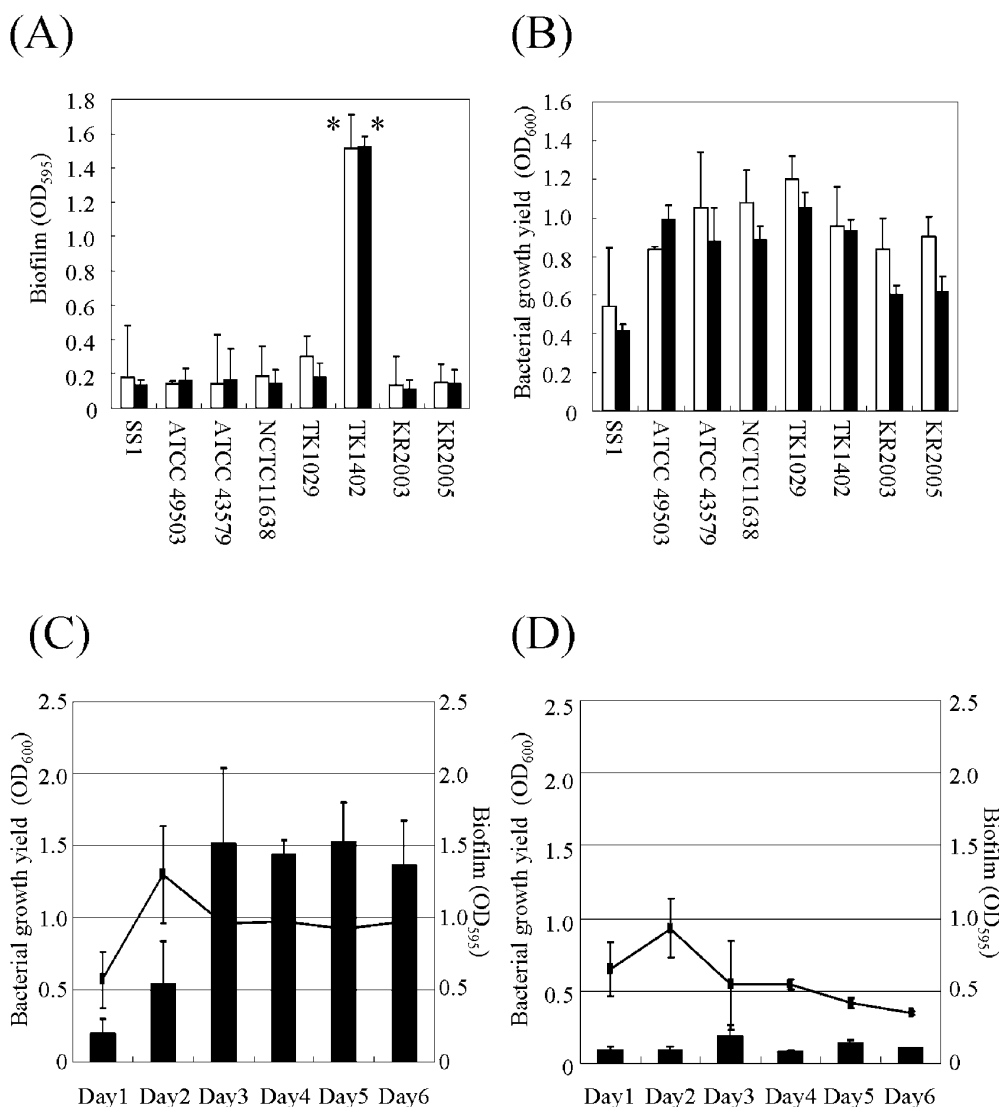 (A)
Biofilm (OD595)
1.8
1.6
1.4
1.2
1.0
0.8
0.6
0.4
0.2
0
* *
SS1
ATCC 49503
ATCC 43579
NCTC11638
TK1029
TK1402
KR2003
KR2005
(B)
Bacterial growth yield (OD600)
1.6
1.4
1.2
1.0
0.8
0.6
0.4
0.2
0
SS1
ATCC 49503
ATCC 43579
NCTC11638
TK1029
TK1402
KR2003
KR2005
(C)
Bacterial growth yield (OD600)
2.5
2.0
1.5
1.0
0.5
0
2.5
2.0
1.5
1.0
0.5
0
Biofilm (OD595)
Day1 Day2 Day3 Day4 Day5 Day6
(D)
Bacterial growth yield (OD600)
2.5
2.0
1.5
1.0
0.5
0
2.5
2.0
1.5
1.0
0.5
0
Biofilm (OD595)
Day1 Day2 Day3 Day4 Day5 Day6